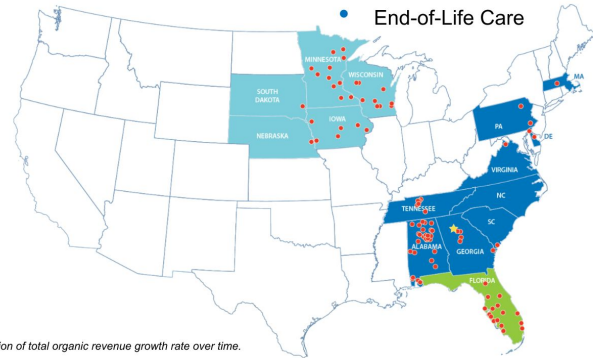 End-of-Life Care
MINNESOTA
WISCONSIN
SOUTH
DAKOTA
IOWA
NEBRASKA
MA
PA
DE
VIRGINIA
NC
TENNESSEE
SC
ALABAMA
GEORGIA
FLORIDA
ion of total organic revenue growth rate over time.